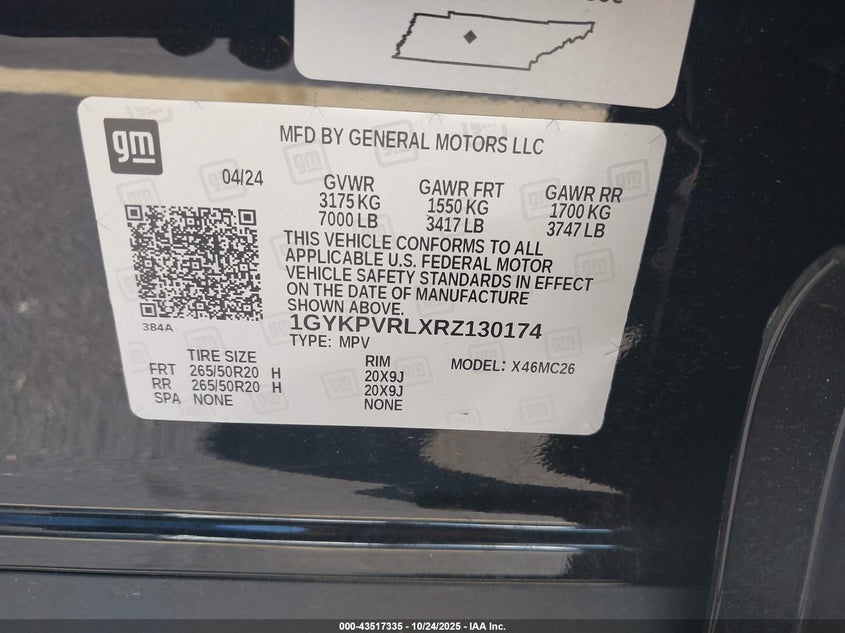 gm
MFD BY GENERAL MOTORS LLC
04/24
GVWR GAWR FRT GAWR RR
3175 KG 1550 KG 1700 KG
7000 LB 3417 LB 3747 LB
THIS VEHICLE CONFORMS TO ALL
APPLICABLE U.S. FEDERAL MOTOR
VEHICLE SAFETY STANDARDS IN EFFECT
ON THE DATE OF MANUFACTURE
SHOWN ABOVE.
384A
1GYKPVRLXRZ130174
TYPE: MPV
TIRE SIZE RIM MODEL: X46MC26
FRT 265/50R20 H 20X9J
RR 265/50R20 H 20X9J
SPA NONE NONE
000-43517335 - 10/24/2025 - IAA Inc.